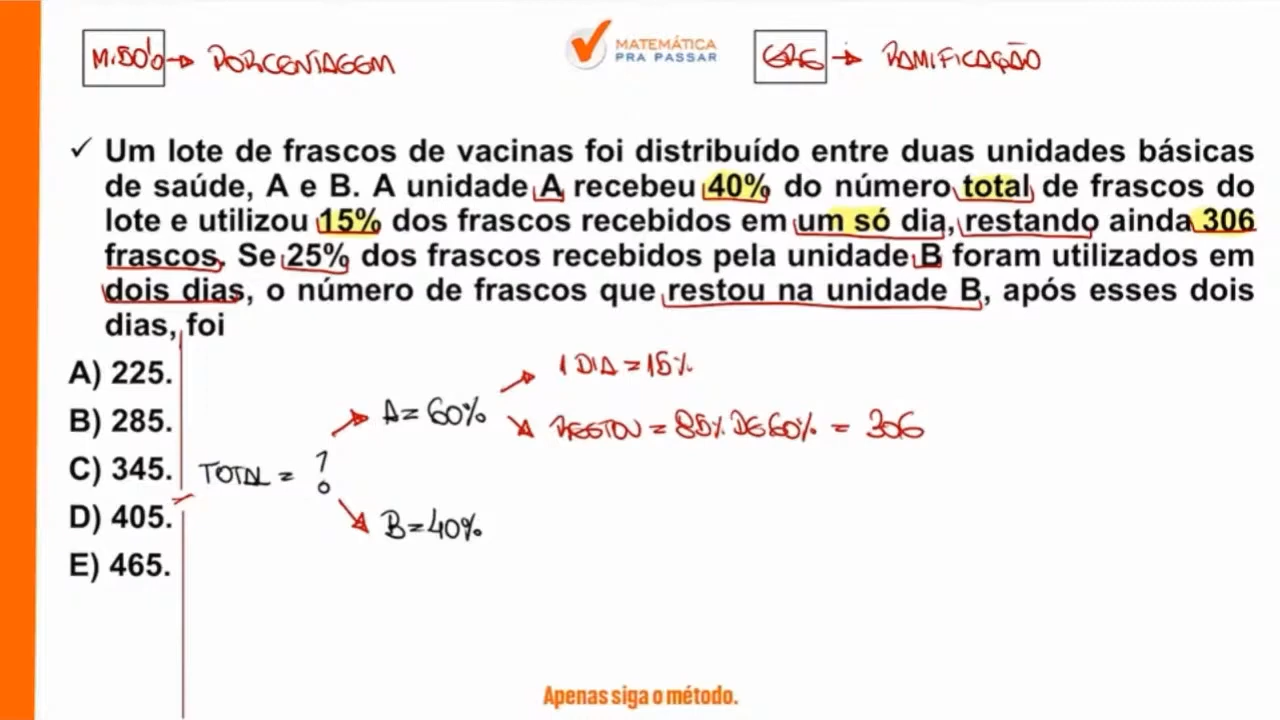 M.150% → PORCENTAGEM
MATEMÁTICA
PRA PASSAR
→ RAMIFICAÇÃO
✓ Um lote de frascos de vacinas foi distribuído entre duas unidades básicas
de saúde, A e B. A unidade A recebeu 40% do número total de frascos do
lote e utilizou 15% dos frascos recebidos em um só dia, restando ainda 306
frascos. Se 25% dos frascos recebidos pela unidade B foram utilizados em
dois dias, o número de frascos que restou na unidade B, após esses dois
dias, foi
A) 225.
B) 285.
C) 345.
D) 405.
E) 465.
1 DIA = 15%
A = 60%
RESTOU = 85% DE 60% = 306
TOTAL = ?
B = 40%
Apenas siga o método.